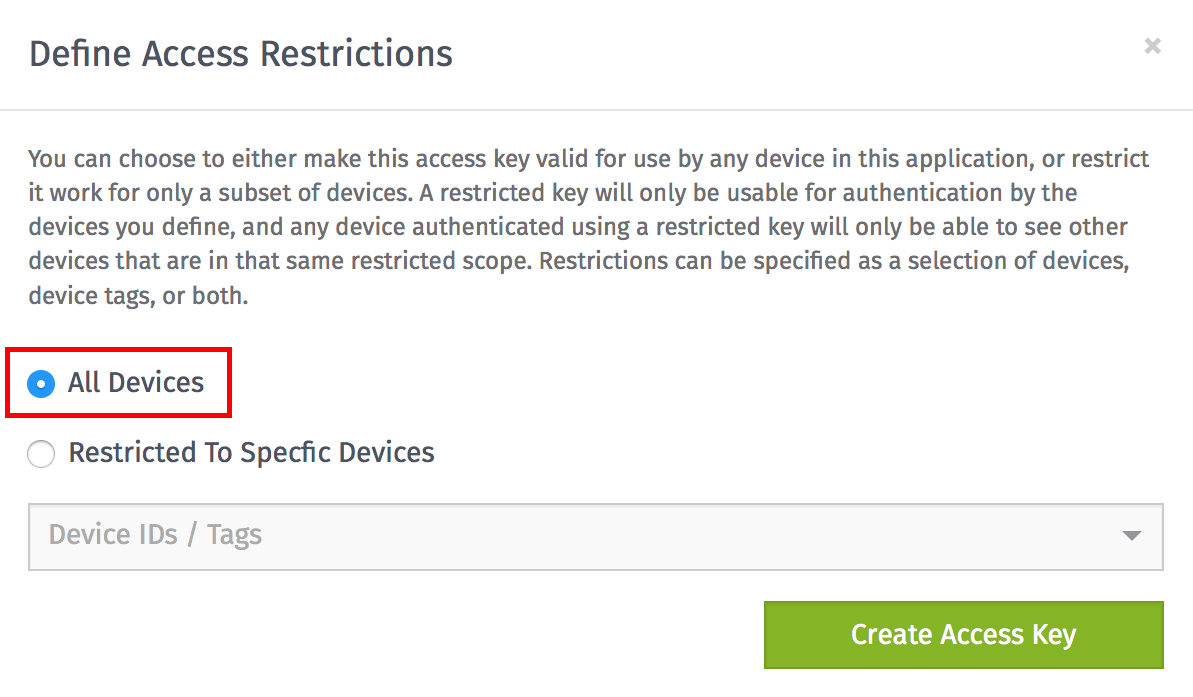 Define Access Restrictions
×
You can choose to either make this access key valid for use by any device in this application, or restrict
it work for only a subset of devices. A restricted key will only be usable for authentication by the
devices you define, and any device authenticated using a restricted key will only be able to see other
devices that are in that same restricted scope. Restrictions can be specified as a selection of devices,
device tags, or both.
All Devices
Restricted To Specfic Devices
Device IDs / Tags
Create Access Key